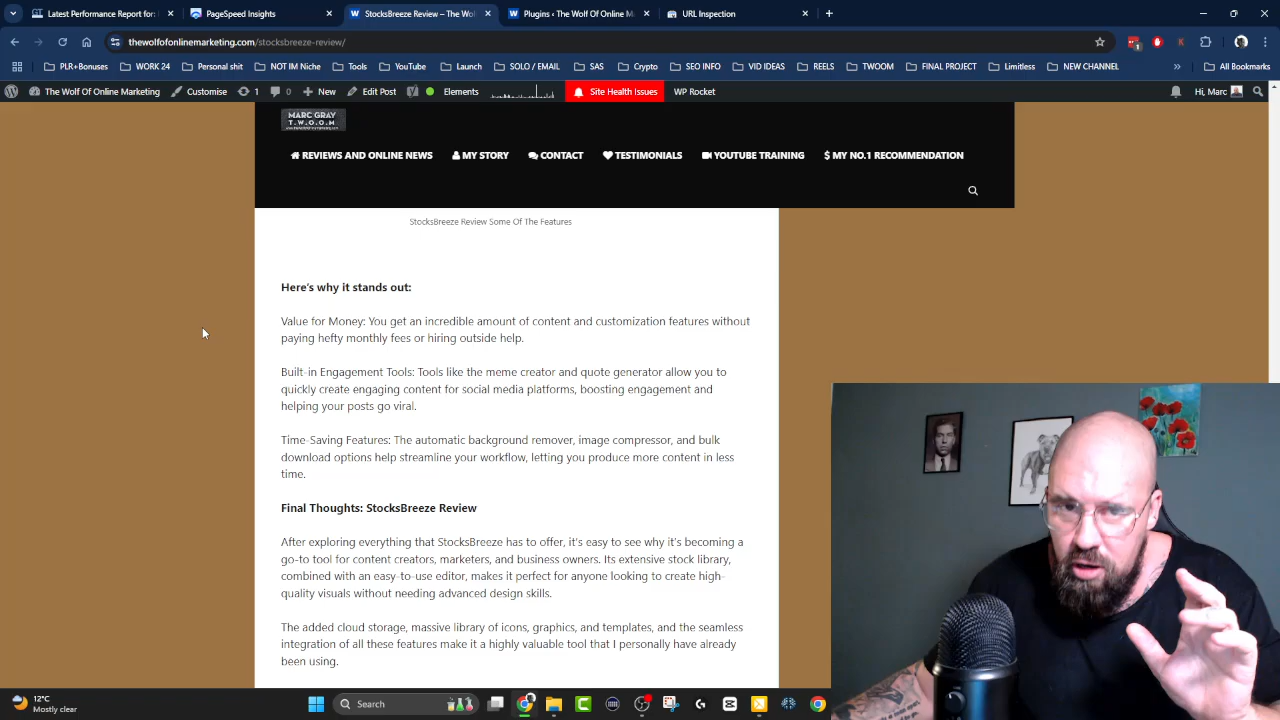 Latest Performance Report for:
PageSpeed Insights
StocksBreeze Review – The Wo
Plugins ‹ The Wolf Of Online M
URL Inspection
thewolfofonlinemarketing.com/stocksbreeze-review/
PLR+Bonuses
WORK 24
Personal shit
NOT IM Niche
Tools
YouTube
Launch
SOLO / EMAIL
SAS
Crypto
SEO INFO
VID IDEAS
REELS
TWOOM
FINAL PROJECT
Limitless
NEW CHANNEL
All Bookmarks
The Wolf Of Online Marketing
Customise
1
0
New
Edit Post
Elements
Site Health Issues
WP Rocket
Hi, Marc
MARC GRAY
T.W.O.O.M
REVIEWS AND ONLINE NEWS
MY STORY
CONTACT
TESTIMONIALS
YOUTUBE TRAINING
$ MY NO.1 RECOMMENDATION
StocksBreeze Review Some Of The Features
Here's why it stands out:
Value for Money: You get an incredible amount of content and customization features without
paying hefty monthly fees or hiring outside help.
Built-in Engagement Tools: Tools like the meme creator and quote generator allow you to
quickly create engaging content for social media platforms, boosting engagement and
helping your posts go viral.
Time-Saving Features: The automatic background remover, image compressor, and bulk
download options help streamline your workflow, letting you produce more content in less
time.
Final Thoughts: StocksBreeze Review
After exploring everything that StocksBreeze has to offer, it's easy to see why it's becoming a
go-to tool for content creators, marketers, and business owners. Its extensive stock library,
combined with an easy-to-use editor, makes it perfect for anyone looking to create high-
quality visuals without needing advanced design skills.
The added cloud storage, massive library of icons, graphics, and templates, and the seamless
integration of all these features make it a highly valuable tool that I personally have already
been using.
12°C
Mostly clear
Search